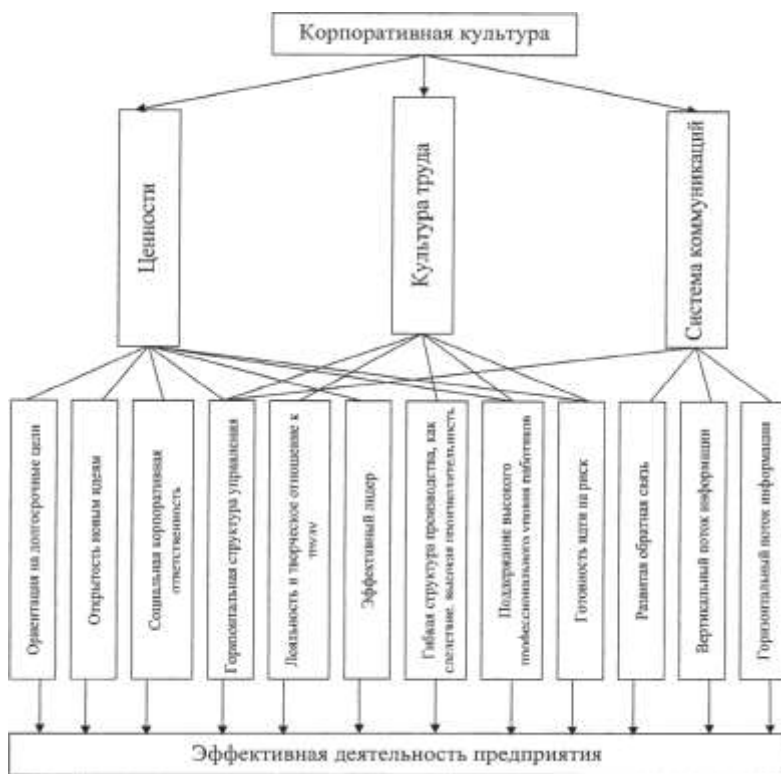 Корпоративная культура
Ценности
Культура труда
Система коммуникаций
Ориентация на долгосрочные цели
Открытость новым идеям
Социальная корпоративная
ответственность
Горизонтальная структура управления
Лояльность и творческое отношение к
труду
Эффективный лидер
Гибкая структура производства, как
следствие, высокая производительность
Поддержание высокого
профессионального уровня работников
Готовность идти на риск
Развитая обратная связь
Вертикальный поток информации
Горизонтальный поток информации
Эффективная деятельность предприятия